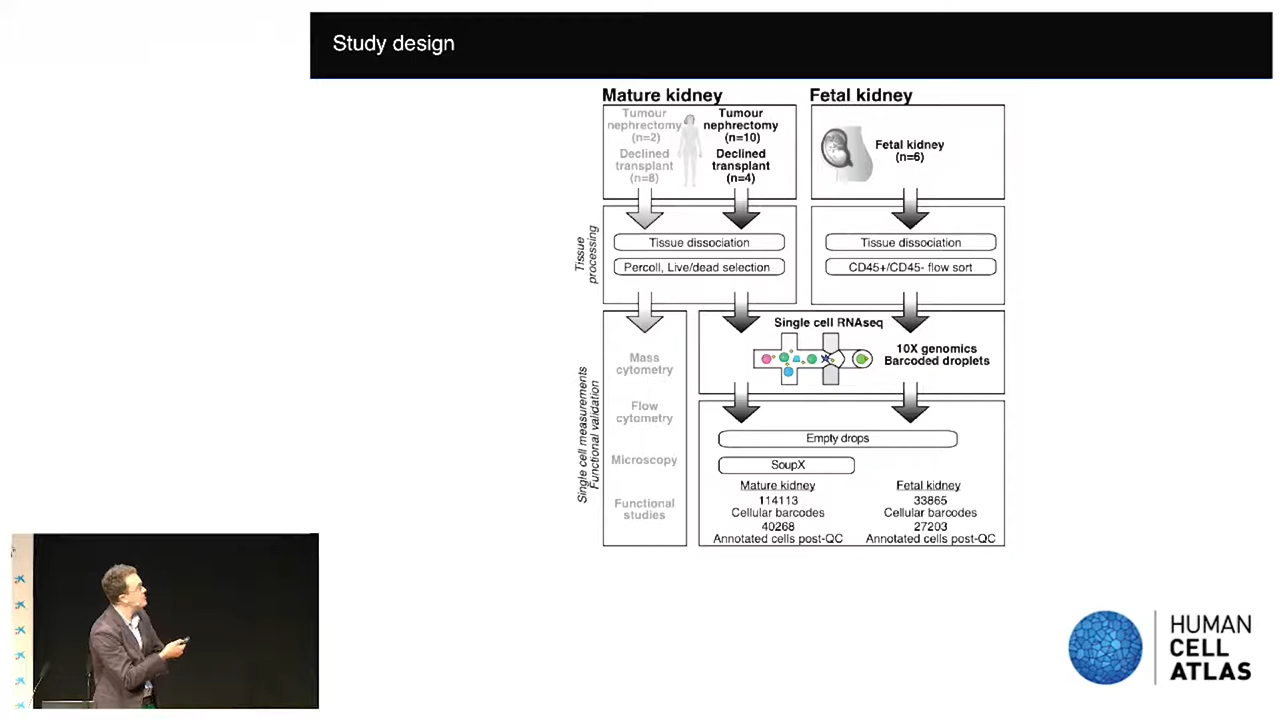 Study design
Mature kidney
Fetal kidney
Tumour
nephrectomy
(n=2)
Declined
transplant
(n=8)
Tumour
nephrectomy
(n=10)
Declined
transplant
(n=4)
Fetal kidney
(n=6)
Tissue
processing
Tissue dissociation
Percoll, Live/dead selection
Tissue dissociation
CD45+/CD45- flow sort
Single cell measurements
Functional validation
Mass
cytometry
Flow
cytometry
Microscopy
Functional
studies
Single cell RNAseq
10X genomics
Barcoded droplets
Empty drops
SoupX
Mature kidney
114113
Cellular barcodes
40268
Annotated cells post-QC
Fetal kidney
33865
Cellular barcodes
27203
Annotated cells post-QC
HUMAN
CELL
ATLAS